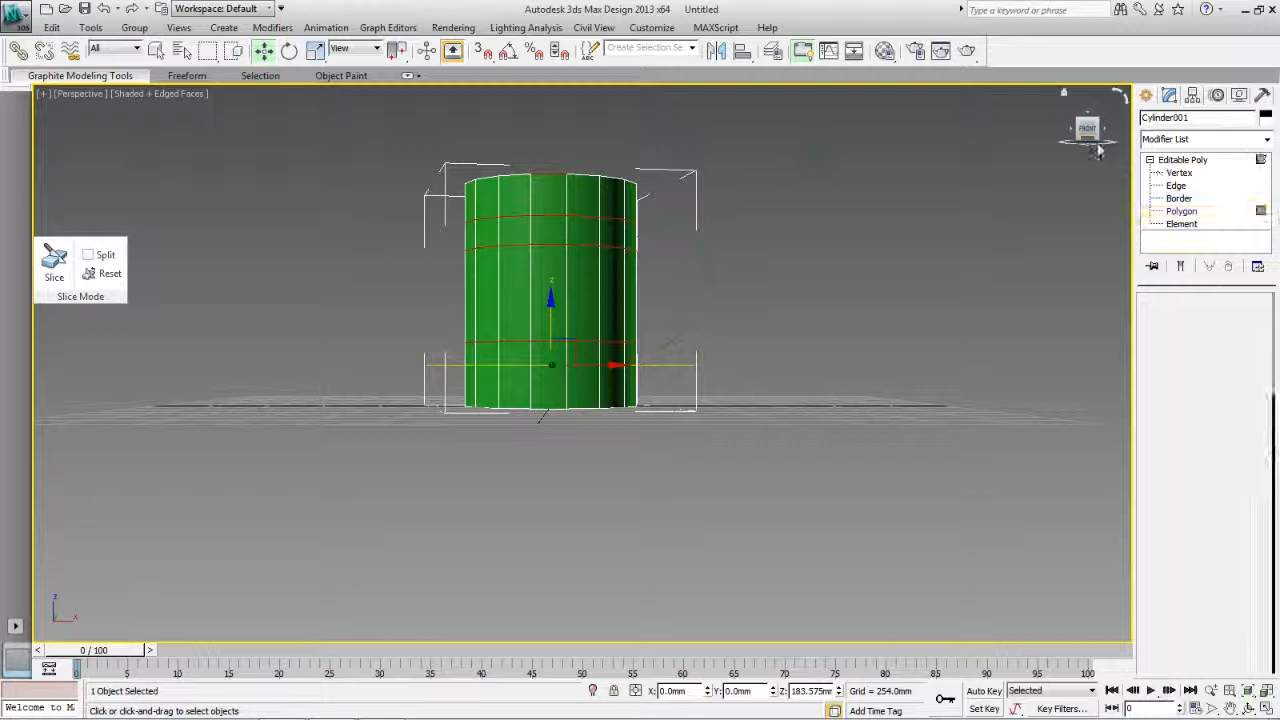 Workspace: Default
Autodesk 3ds Max Design 2013 x64
Untitled
Type a keyword or phrase
3DS
Edit
Tools
Group
Views
Create
Modifiers
Animation
Graph Editors
Rendering
Lighting Analysis
Civil View
Customize
MAXScript
Help
All
View
Create Selection Se
Graphite Modeling Tools
Freeform
Selection
Object Paint
[+] [Perspective] [Shaded + Edged Faces]
FRONT
Cylinder001
Modifier List
Editable Poly
Vertex
Edge
Border
Polygon
Element
Split
Slice
Reset
Slice Mode
z
z
x
0 / 100
5 10 15 20 25 30 35 40 45 50 55 60 65 70 75 80 85 90 95 100
1 Object Selected
X: 0.0mm
Y: 0.0mm
Z: 183.575mm
Grid = 254.0mm
Auto Key
Selected
Welcome to M
Click or click-and-drag to select objects
Add Time Tag
Set Key
Key Filters...
0